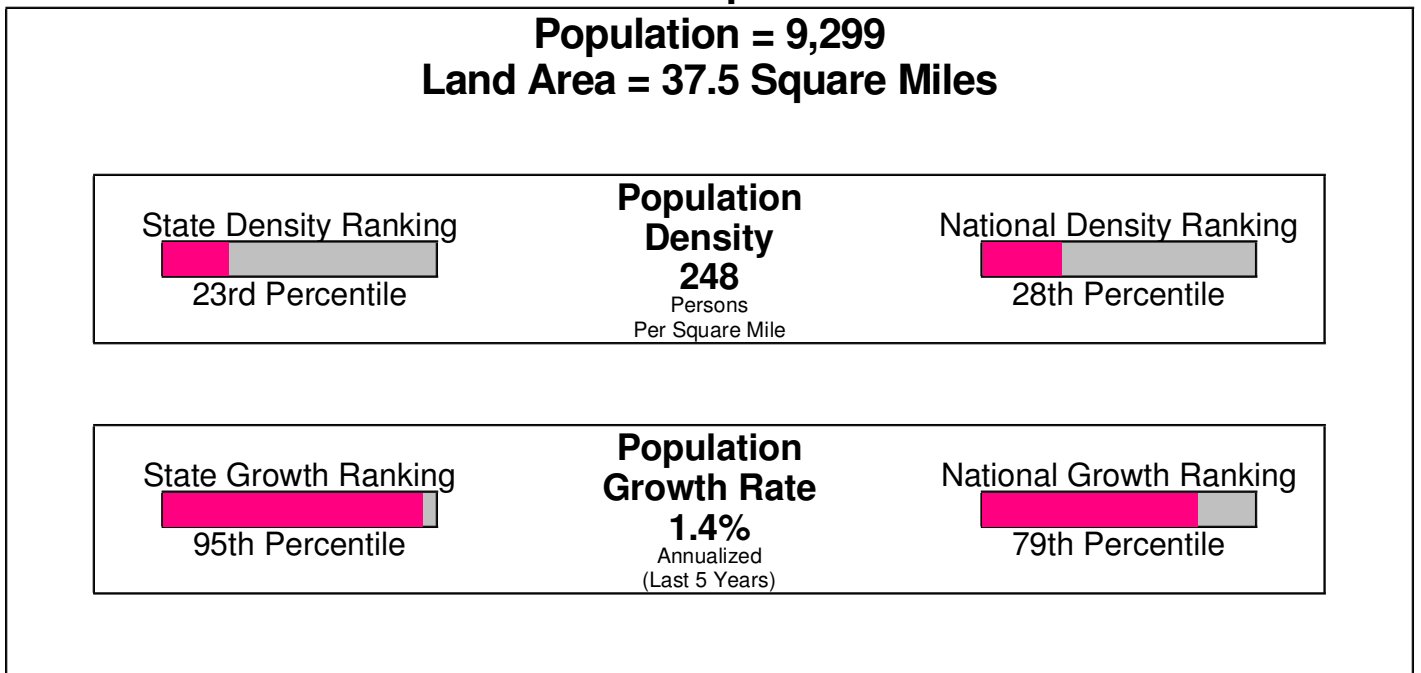 Population = 9,299
Land Area = 37.5 Square Miles
State Density Ranking
23rd Percentile
Population
Density
248
Persons
Per Square Mile
National Density Ranking
28th Percentile
State Growth Ranking
95th Percentile
Population
Growth Rate
1.4%
Annualized
(Last 5 Years)
National Growth Ranking
79th Percentile